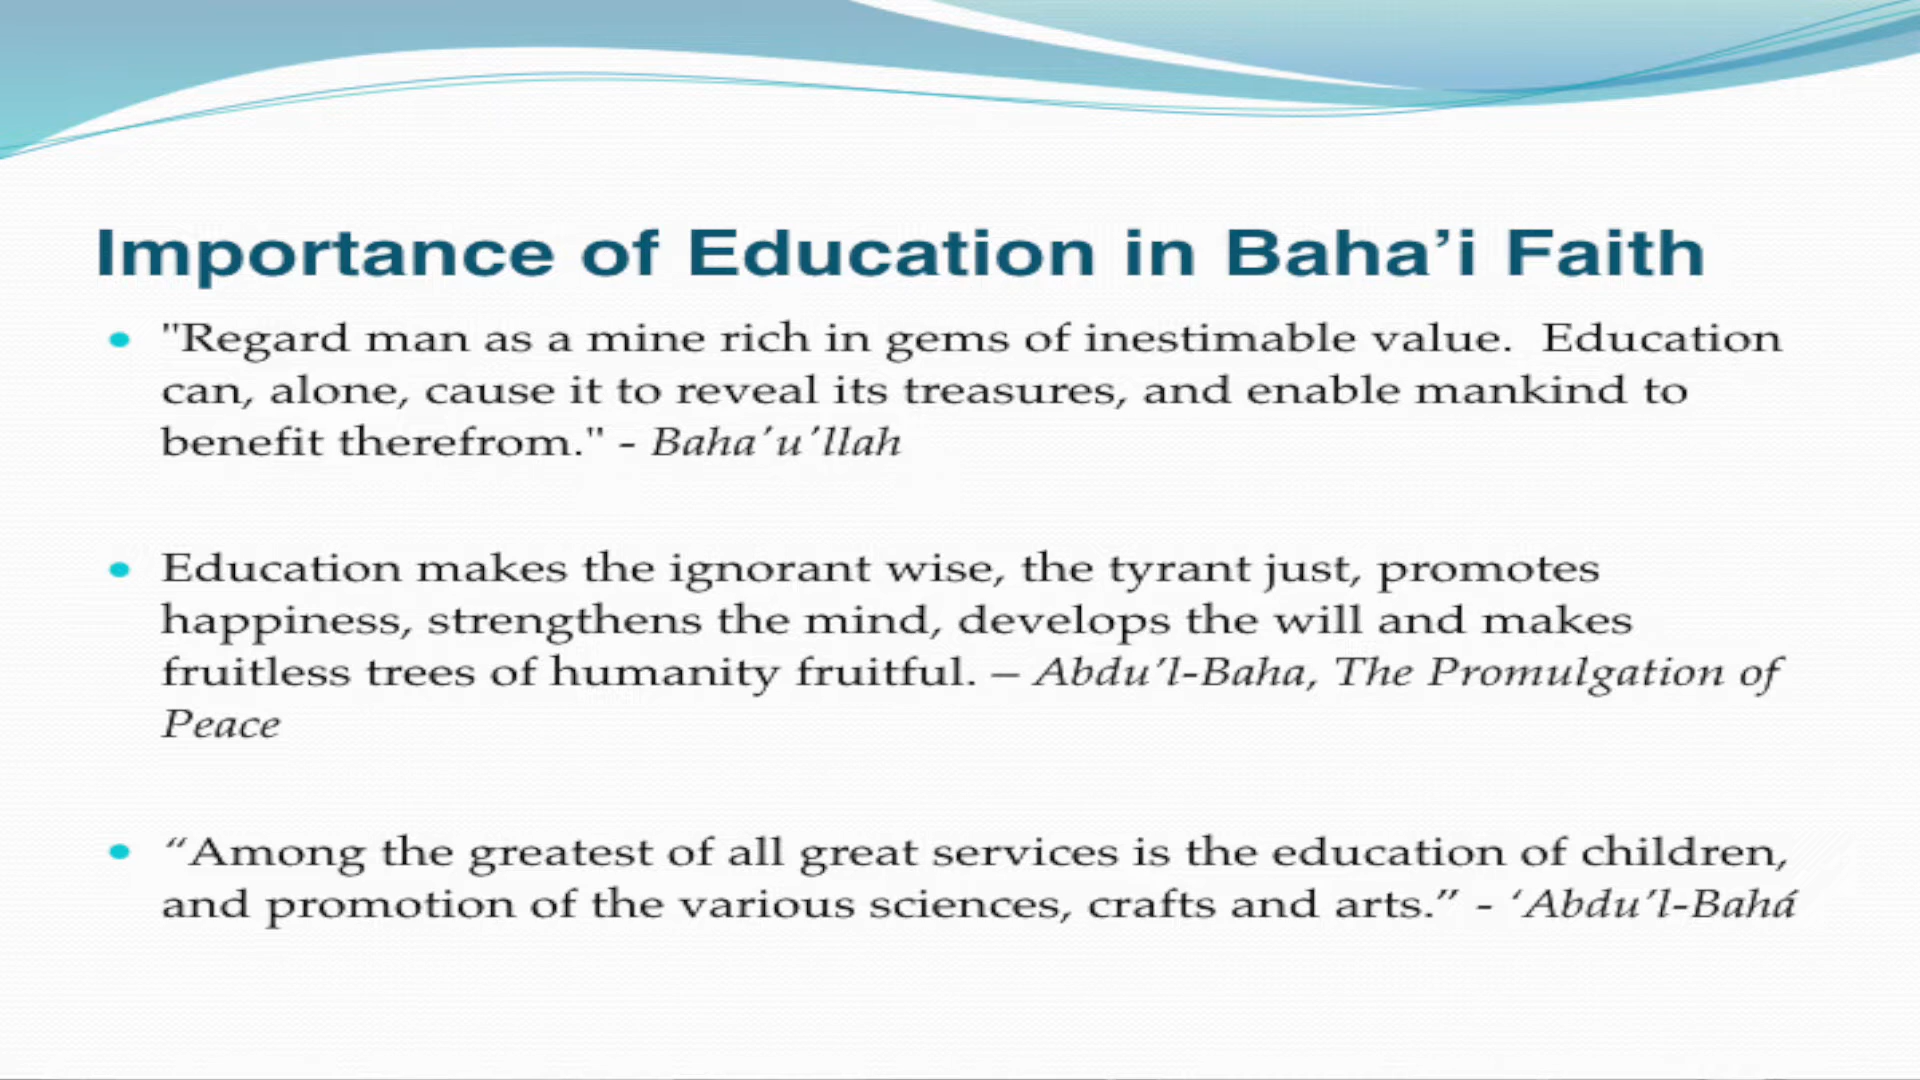 Importance of Education in Baha’i Faith
"Regard man as a mine rich in gems of inestimable value.  Education
can, alone, cause it to reveal its treasures, and enable mankind to
benefit therefrom." - Baha’u’llah
Education makes the ignorant wise, the tyrant just, promotes
happiness, strengthens the mind, develops the will and makes
fruitless trees of humanity fruitful. – Abdu’l-Baha, The Promulgation of
Peace
“Among the greatest of all great services is the education of children,
and promotion of the various sciences, crafts and arts.” - ‘Abdu’l-Bahá